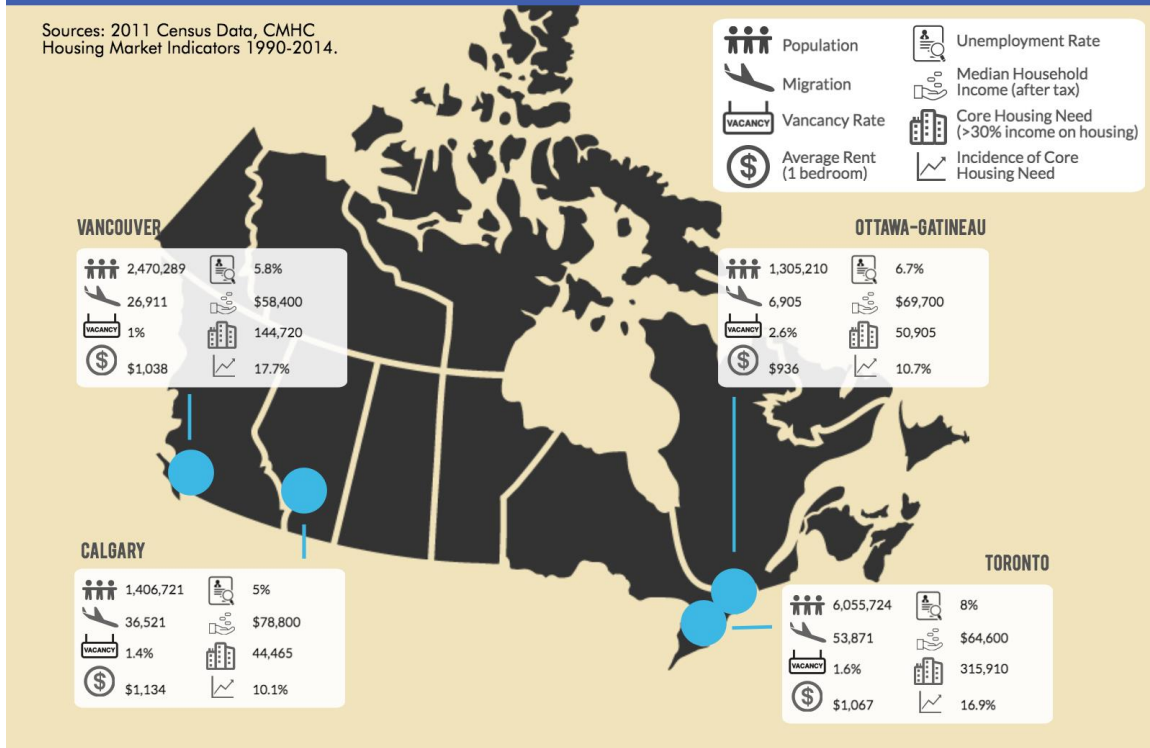 Sources: 2011 Census Data, CMHC
Housing Market Indicators 1990-2014.
Population
Migration
VACANCY
Vancancy Rate
$
Average Rent
(1 bedroom)
Unemployment Rate
Median Household
Income (after tax)
Core Housing Need
(>30% income on housing)
Incidence of Core
Housing Need
VANCOUVER
2,470,289
26,911
VACANCY
1%
$
$1,038
5.8%
$58,400
144,720
17.7%
OTTAWA-GATINEAU
1,305,210
6,905
VACANCY
2.6%
$
$936
6.7%
$69,700
50,905
10.7%
CALGARY
1,406,721
36,521
VACANCY
1.4%
$
$1,134
5%
$78,800
44,465
10.1%
TORONTO
6,055,724
53,871
VACANCY
1.6%
$
$1,067
8%
$64,600
315,910
16.9%